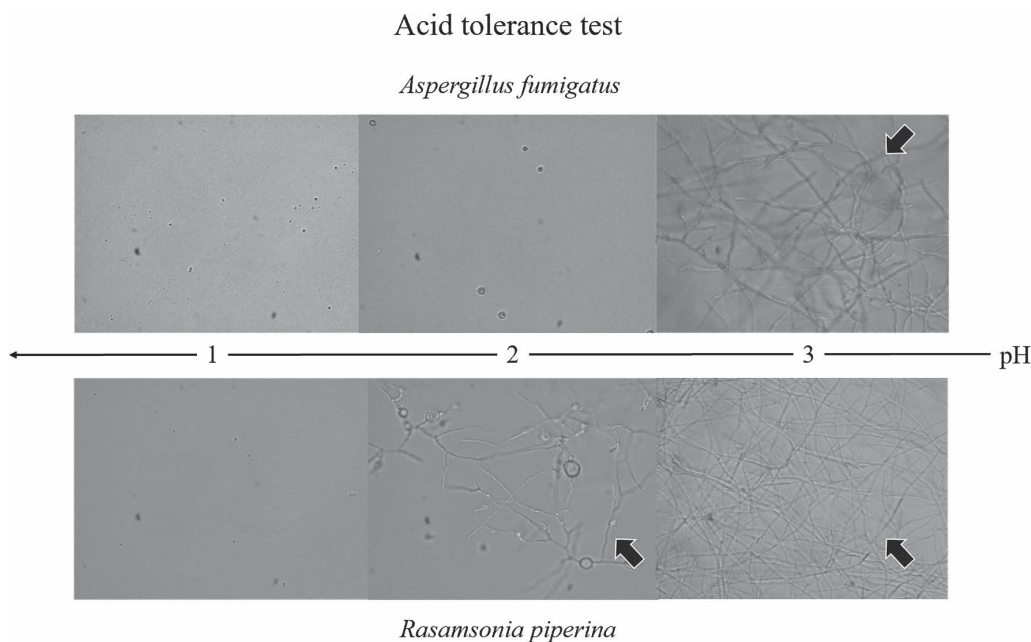 Acid tolerance test
Aspergillus fumigatus
1 2 3 pH
Rasamsonia piperina